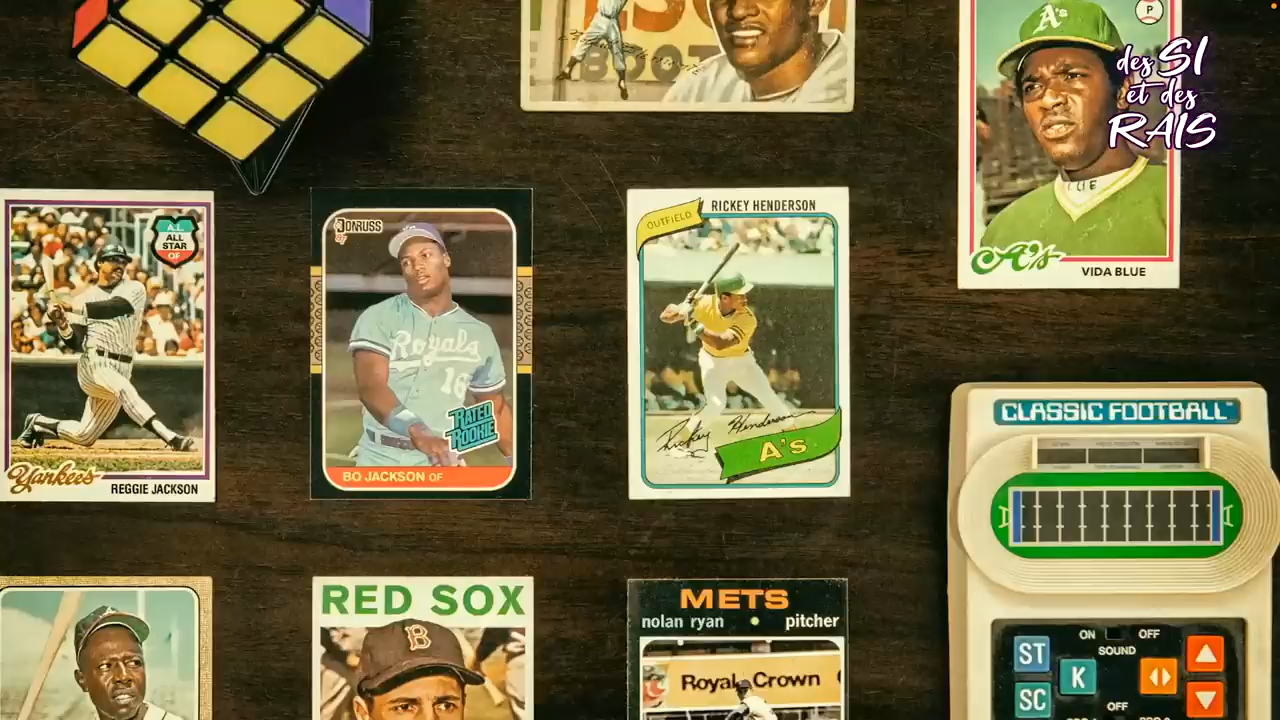 P
A's
des SI
et des
RAIS
A's
VIDA BLUE
A.L.
ALL
STAR
OF
Yankees
REGGIE JACKSON
DONRUSS
87
Royals
16
RATED
ROOKIE
BO JACKSON OF
OUTFIELD
RICKEY HENDERSON
Rickey Henderson
A's
CLASSIC FOOTBALL
RED SOX
B
METS
nolan ryan • pitcher
Royal Crown
ON OFF
SOUND
ST
K
SC
OFF